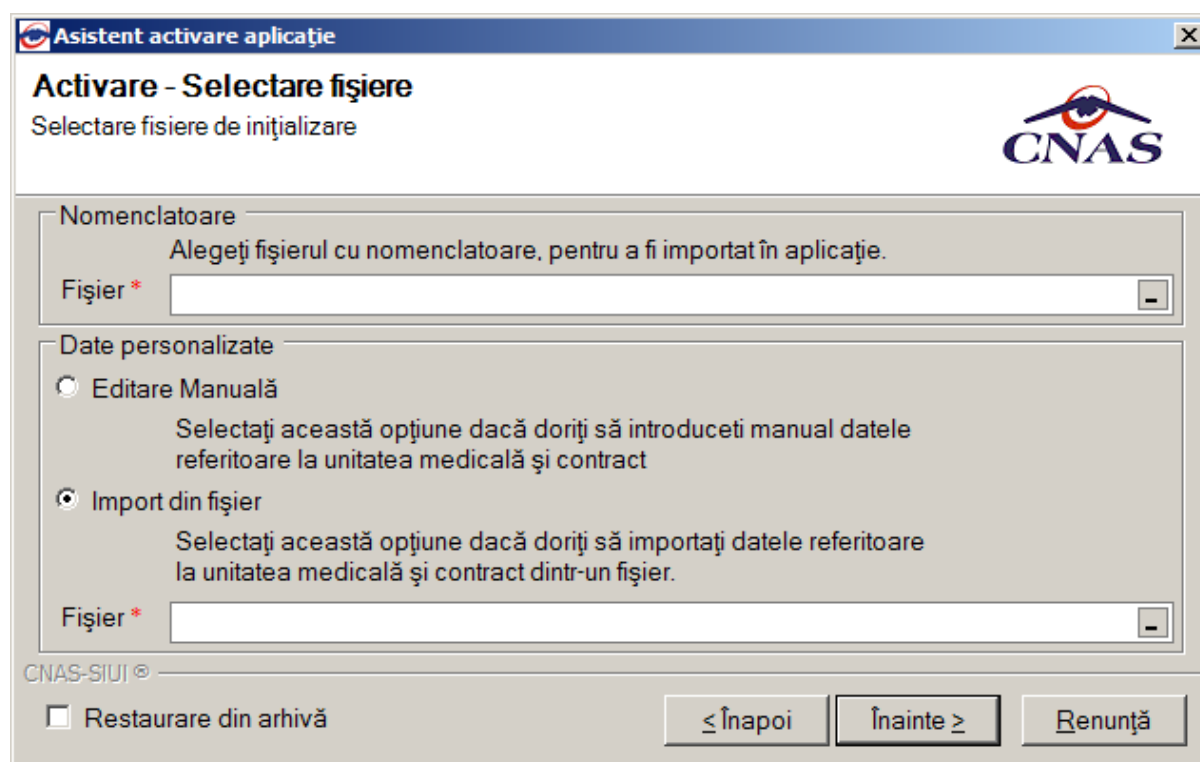 Asistent activare aplicaţie
Activare - Selectare fişiere
Selectare fisiere de iniţializare
CNAS
Nomenclatoare
Alegeţi fişierul cu nomenclatoare, pentru a fi importat în aplicaţie.
Fişier *
Date personalizate
Editare Manuală
Selectaţi această opţiune dacă doriţi să introduceti manual datele
referitoare la unitatea medicală şi contract
Import din fişier
Selectaţi această opţiune dacă doriţi să importaţi datele referitoare
la unitatea medicală şi contract dintr-un fişier.
Fişier *
CNAS-SIUI ®
Restaurare din arhivă
< Înapoi
Înainte >
Renunţă